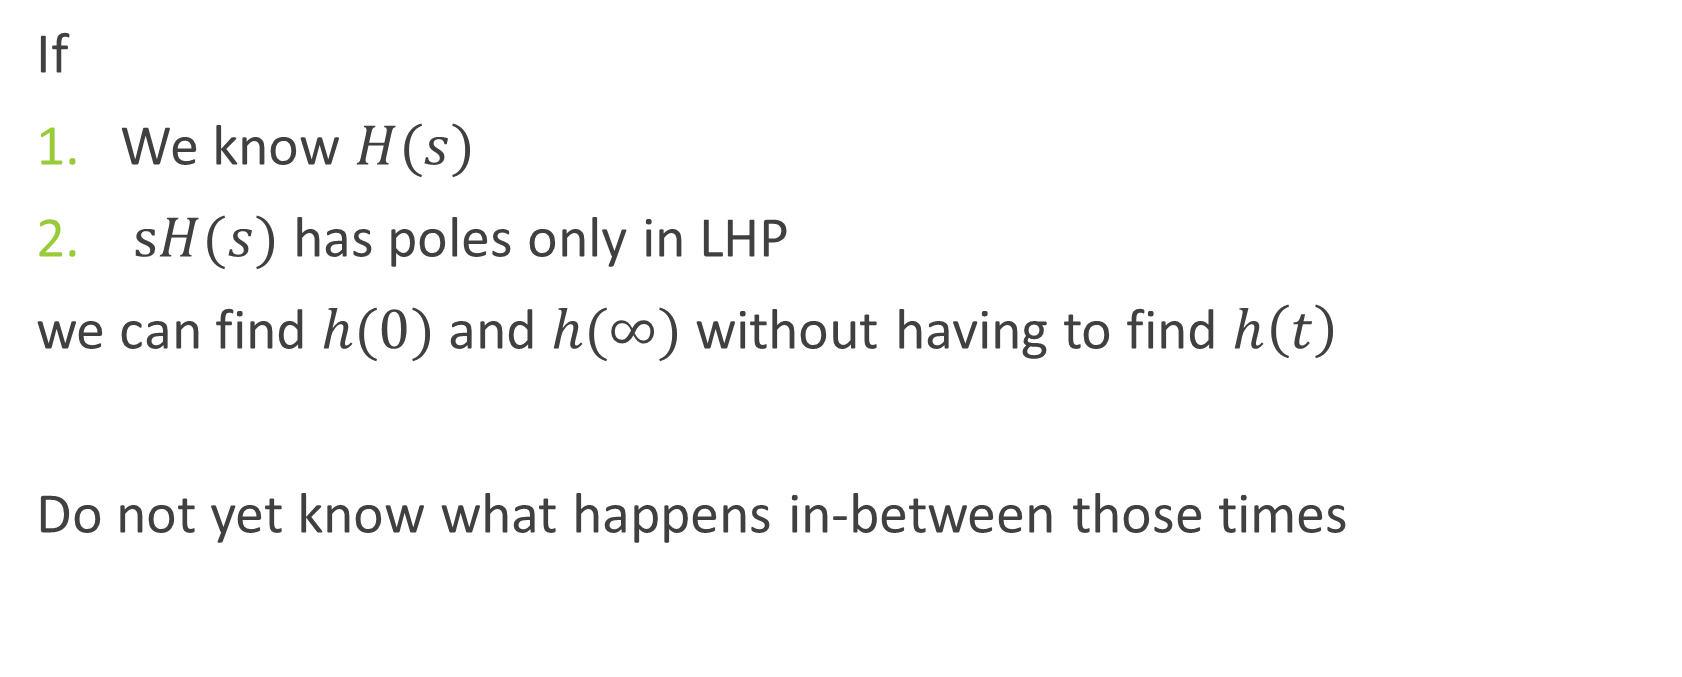 If
1. We know H(s)
2. sH(s) has poles only in LHP
we can find h(0) and h(∞) without having to find h(t)
Do not yet know what happens in-between those times